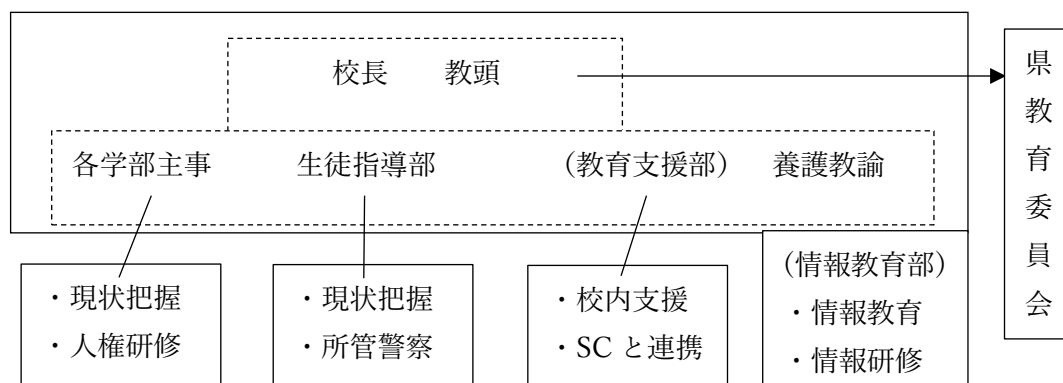 校長　　教頭
各学部主事　　生徒指導部　　（教育支援部）　養護教諭
県教育委員会
・現状把握
・人権研修
・現状把握
・所管警察
・校内支援
・SC と連携
（情報教育部）
・情報教育
・情報研修